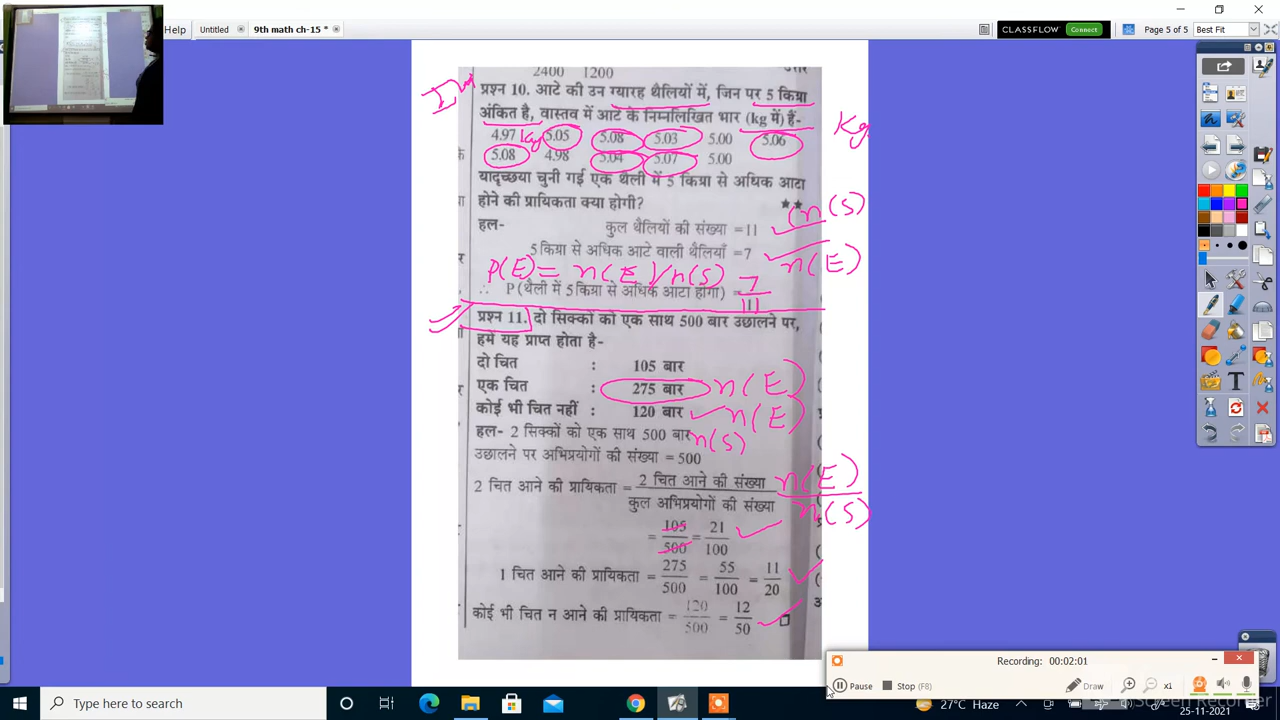 Untitled
9th math ch-15 *
CLASSFLOW
Connect
Page 5 of 5
Best Fit
2400 1200 उत्तर
Imp
प्रश्न 10. आटे की उन ग्यारह थैलियों में, जिन पर 5 किग्रा
अंकित है, वास्तव में आटे के निम्नलिखित भार (kg में) हैं-
Kg
4.97 kg 5.05 5.08 5.03 5.00 5.06
5.08 4.98 5.04 5.07 5.00
यादृच्छया चुनी गई एक थैली में 5 किग्रा से अधिक आटा
होने की प्रायिकता क्या होगी? ★★
हल- कुल थैलियों की संख्या = 11 n(S)
5 किग्रा से अधिक आटे वाली थैलियाँ = 7 n(E)
P(E) = n(E)/n(S)
∴ P (थैली में 5 किग्रा से अधिक आटा होगा) = 7/11
प्रश्न 11. दो सिक्कों को एक साथ 500 बार उछालने पर,
हमें यह प्राप्त होता है-
दो चित : 105 बार
एक चित : 275 बार n(E)
कोई भी चित नहीं : 120 बार n(E)
हल- 2 सिक्कों को एक साथ 500 बार n(S)
उछालने पर अभिप्रयोगों की संख्या = 500
2 चित आने की प्रायिकता = 2 चित आने की संख्या / कुल अभिप्रयोगों की संख्या n(E)/n(S)
= 105/500 = 21/100
1 चित आने की प्रायिकता = 275/500 = 55/100 = 11/20
कोई भी चित न आने की प्रायिकता = 120/500 = 12/50
Recording: 00:02:01
Pause
Stop (F8)
Draw
x1
Type here to search
27°C Haze
25-11-2021